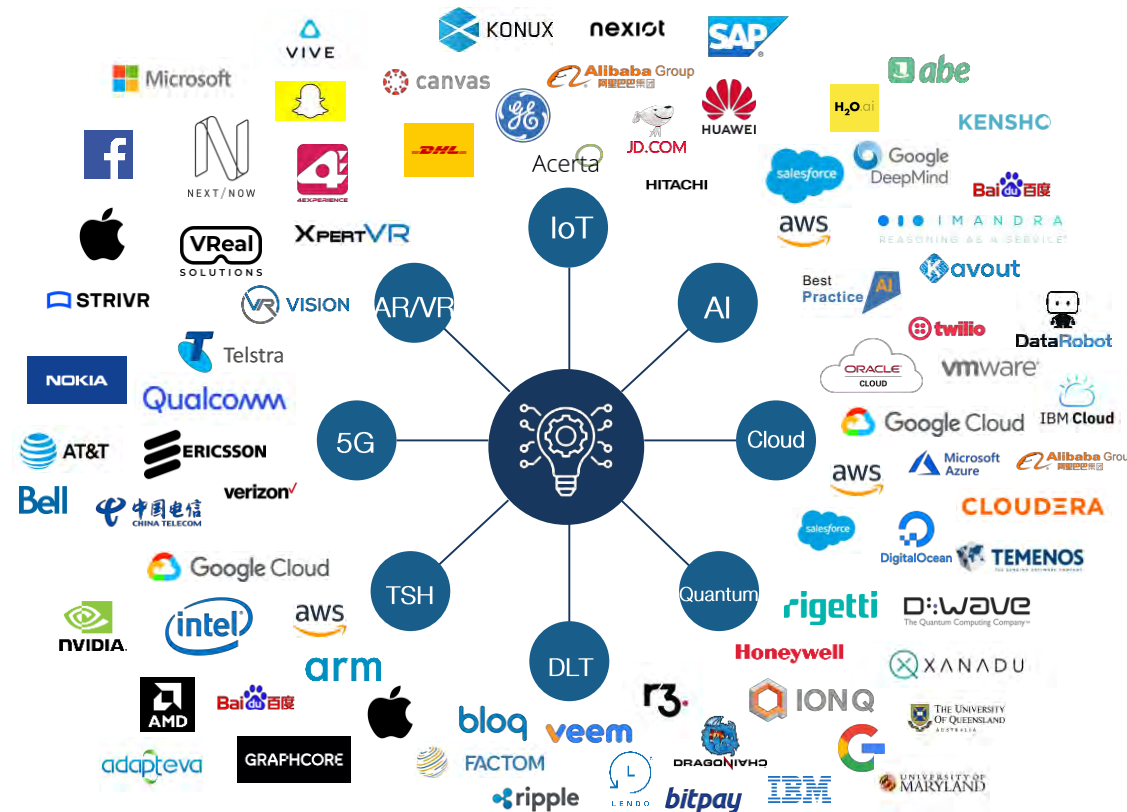 VIVE
KONUX
nexiot
SAP
Microsoft
canvas
Alibaba Group
阿里巴巴集团
abe
GE
H2O.ai
HUAWEI
f
NEXT/NOW
4EXPERIENCE
DHL
JD.COM
Acerta
HITACHI
KENSHO
salesforce
Google
DeepMind
Baidu百度
aws
IMANDRA
REASONING AS A SERVICE
VReal
SOLUTIONS
XPERTVR
IoT
STRIVR
VR VISION
AR/VR
AI
Best
Practice AI
Kavout
twilio
DataRobot
Telstra
NOKIA
Qualcomm
ORACLE
CLOUD
vmware
IBM Cloud
Google Cloud
AT&T
ERICSSON
5G
Cloud
aws
Microsoft
Azure
Alibaba Grou
阿里巴巴集团
Bell
中国电信
CHINA TELECOM
verizon
CLOUDERA
salesforce
DigitalOcean
TEMENOS
Google Cloud
TSH
Quantum
rigetti
D:wave
The Quantum Computing Company™
NVIDIA.
intel
aws
arm
DLT
Honeywell
XANADU
AMD
Baidu百度
r3.
IONQ
THE UNIVERSITY
OF QUEENSLAND
AUSTRALIA
bloq
veem
DRAGONCHAIN
G
adapteva
GRAPHCORE
FACTOM
LENDO
ripple
bitpay
IBM
UNIVERSITY OF
MARYLAND